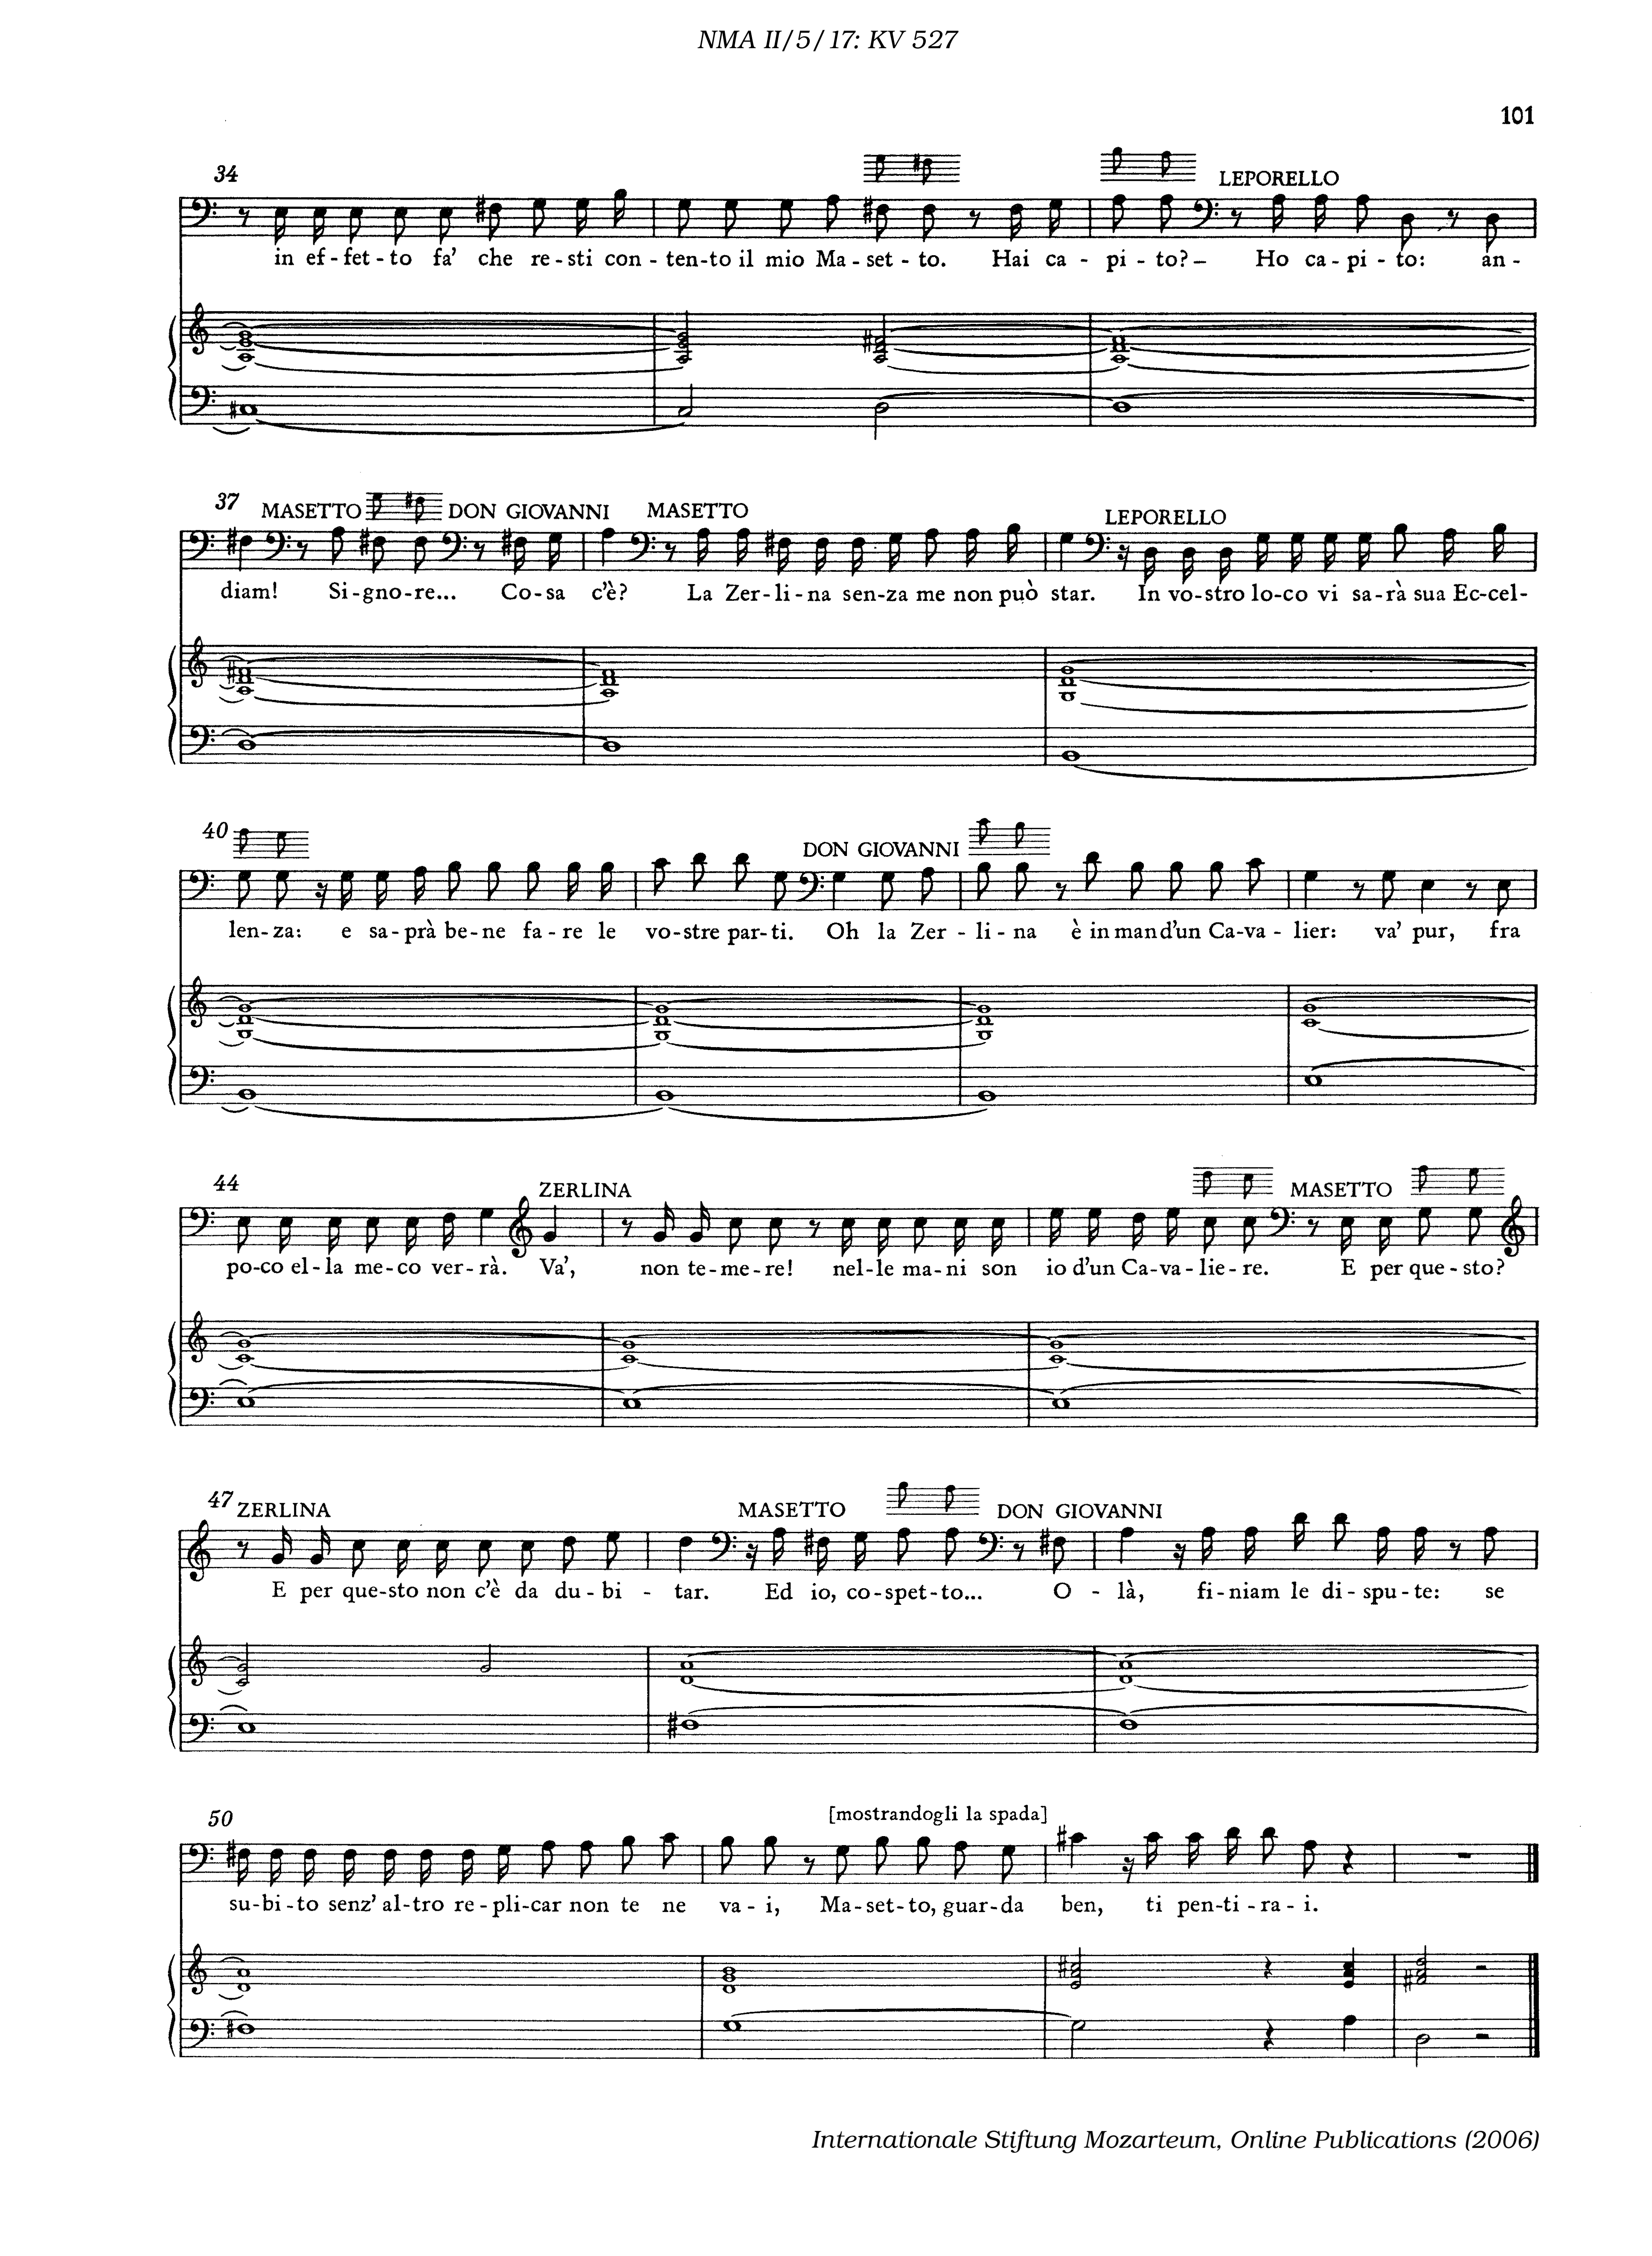 NMA II/5/17: KV 527
101
34
LEPORELLO
in ef-fet-to fa' che re-sti con-ten-to il mio Ma-set-to. Hai ca-pi-to?– Ho ca-pi-to: an-
37 MASETTO DON GIOVANNI MASETTO LEPORELLO
diam! Si-gno-re... Co-sa c'è? La Zer-li-na sen-za me non può star. In vo-stro lo-co vi sa-rà sua Ec-cel-
40 DON GIOVANNI
len-za: e sa-prà be-ne fa-re le vo-stre par-ti. Oh la Zer-li-na è in man d'un Ca-va-lier: va' pur, fra
44 ZERLINA MASETTO
po-co el-la me-co ver-rà. Va', non te-me-re! nel-le ma-ni son io d'un Ca-va-lie-re. E per que-sto?
47 ZERLINA MASETTO DON GIOVANNI
E per que-sto non c'è da du-bi-tar. Ed io, co-spet-to... O-là, fi-niam le di-spu-te: se
50 [mostrandogli la spada]
su-bi-to senz' al-tro re-pli-car non te ne va-i, Ma-set-to, guar-da ben, ti pen-ti-ra-i.
Internationale Stiftung Mozarteum, Online Publications (2006)